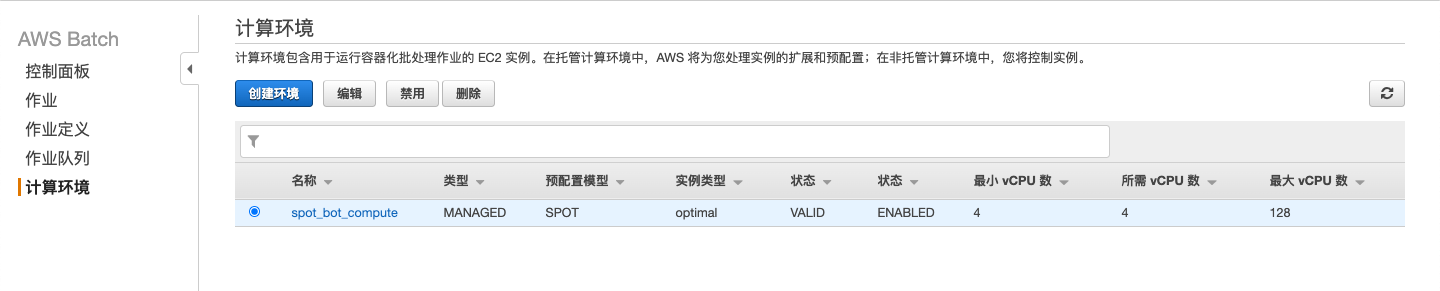 AWS Batch
控制面板
作业
作业定义
作业队列
计算环境
计算环境
计算环境包含用于运行容器化批处理作业的 EC2 实例。在托管计算环境中，AWS 将为您处理实例的扩展和预配置；在非托管计算环境中，您将控制实例。
创建环境 编辑 禁用 删除
名称 类型 预配置模型 实例类型 状态 状态 最小 vCPU 数 所需 vCPU 数 最大 vCPU 数
spot_bot_compute MANAGED SPOT optimal VALID ENABLED 4 4 128